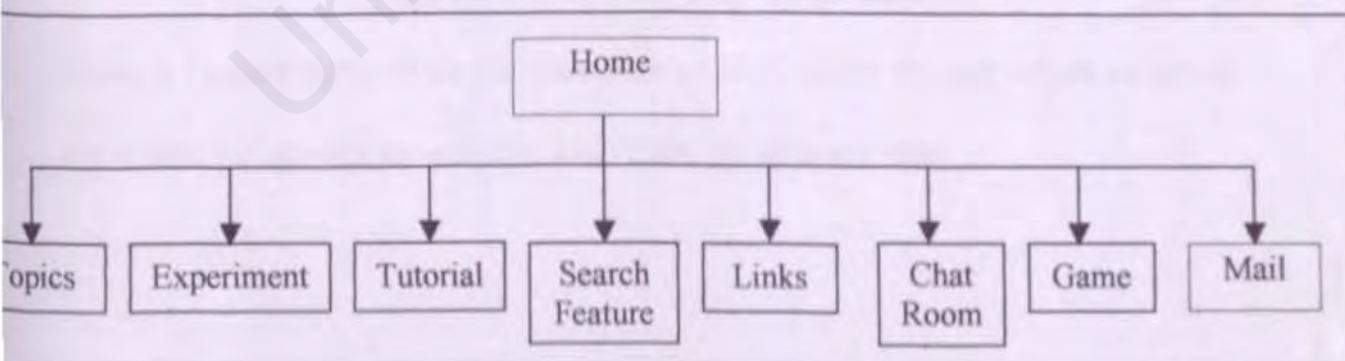 Home
opics
Experiment
Tutorial
Search
Feature
Links
Chat
Room
Game
Mail